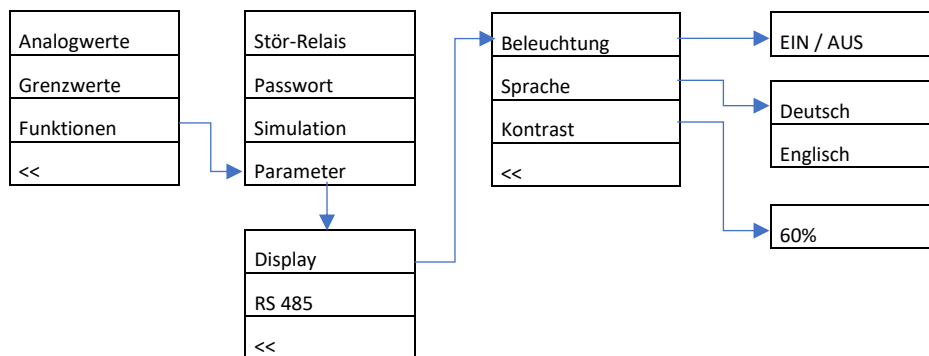 Analogwerte
Grenzwerte
Funktionen
<<
Stör-Relais
Passwort
Simulation
Parameter
Display
RS 485
<<
Beleuchtung
Sprache
Kontrast
<<
EIN / AUS
Deutsch
Englisch
60%